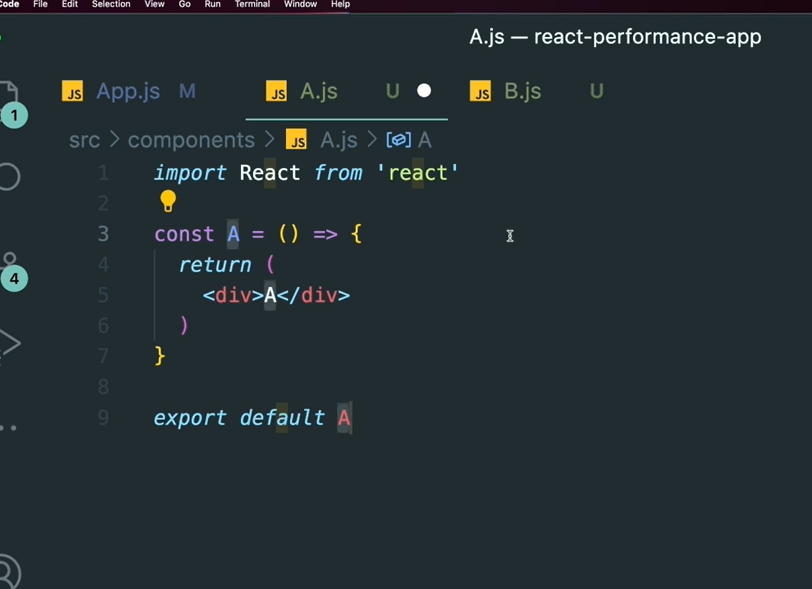 Code File Edit Selection View Go Run Terminal Window Help
A.js — react-performance-app
JS App.js M JS A.js U JS B.js U
1
src > components > JS A.js > A
1 import React from 'react'
2
3 const A = () => {
4 return (
4
5 <div>A</div>
6 )
7 }
8
9 export default A